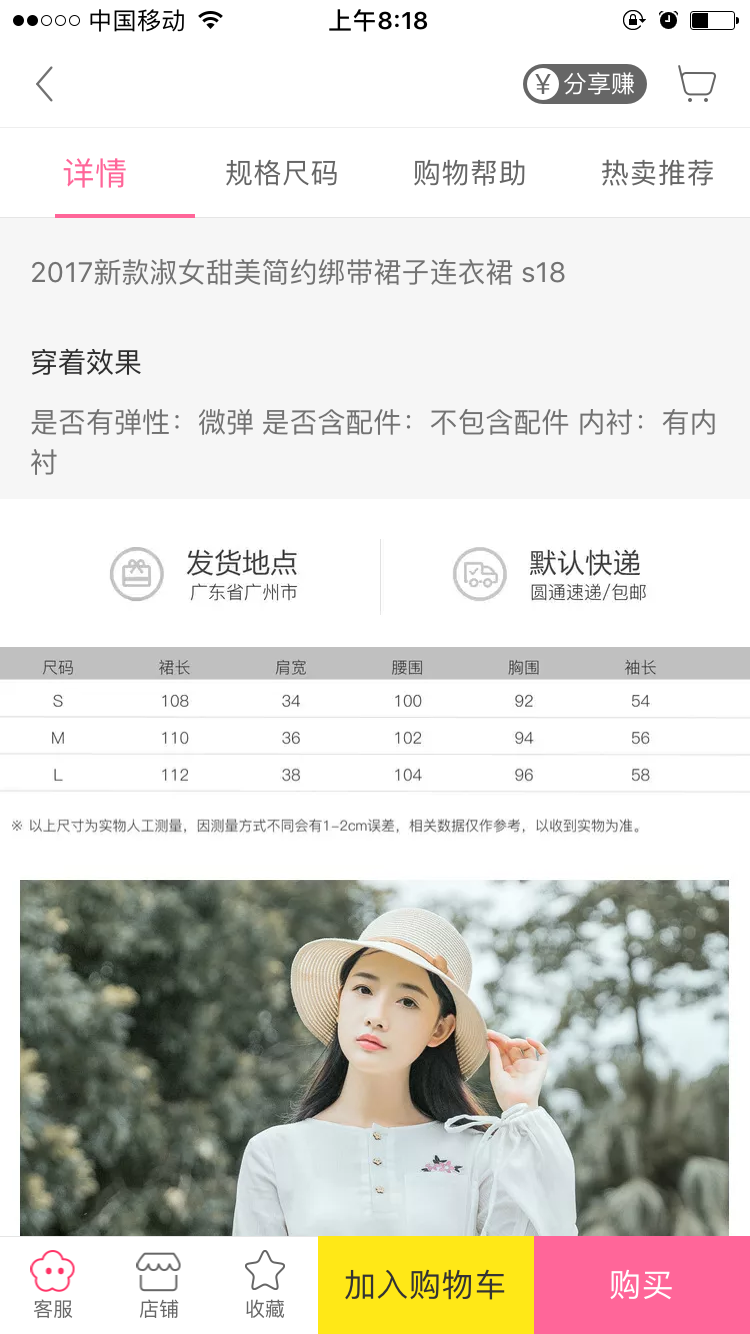 中国移动 上午8:18
¥ 分享赚
详情 规格尺码 购物帮助 热卖推荐
2017新款淑女甜美简约绑带裙子连衣裙 s18
穿着效果
是否有弹性：微弹 是否含配件：不包含配件 内衬：有内
衬
发货地点 默认快递
广东省广州市 圆通速递/包邮
尺码 裙长 肩宽 腰围 胸围 袖长
S 108 34 100 92 54
M 110 36 102 94 56
L 112 38 104 96 58
※ 以上尺寸为实物人工测量，因测量方式不同会有1-2cm误差，相关数据仅作参考，以收到实物为准。
客服 店铺 收藏 加入购物车 购买